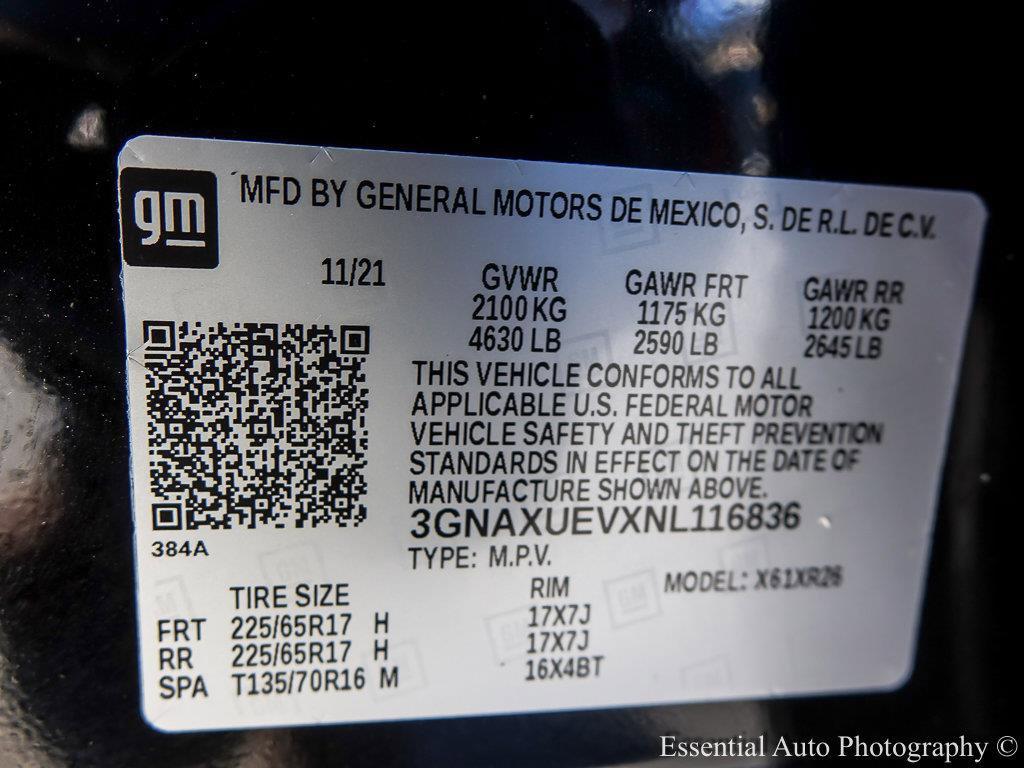 gm
MFD BY GENERAL MOTORS DE MEXICO, S. DE R.L. DE C.V.
11/21 GVWR GAWR FRT GAWR RR
2100 KG 1175 KG 1200 KG
4630 LB 2590 LB 2645 LB
THIS VEHICLE CONFORMS TO ALL
APPLICABLE U.S. FEDERAL MOTOR
VEHICLE SAFETY AND THEFT PREVENTION
STANDARDS IN EFFECT ON THE DATE OF
MANUFACTURE SHOWN ABOVE.
3GNAXUEVXNL116836
384A
TYPE: M.P.V.
MODEL: X61XR26
TIRE SIZE RIM
FRT 225/65R17 H 17X7J
RR 225/65R17 H 17X7J
SPA T135/70R16 M 16X4BT
Essential Auto Photography ©